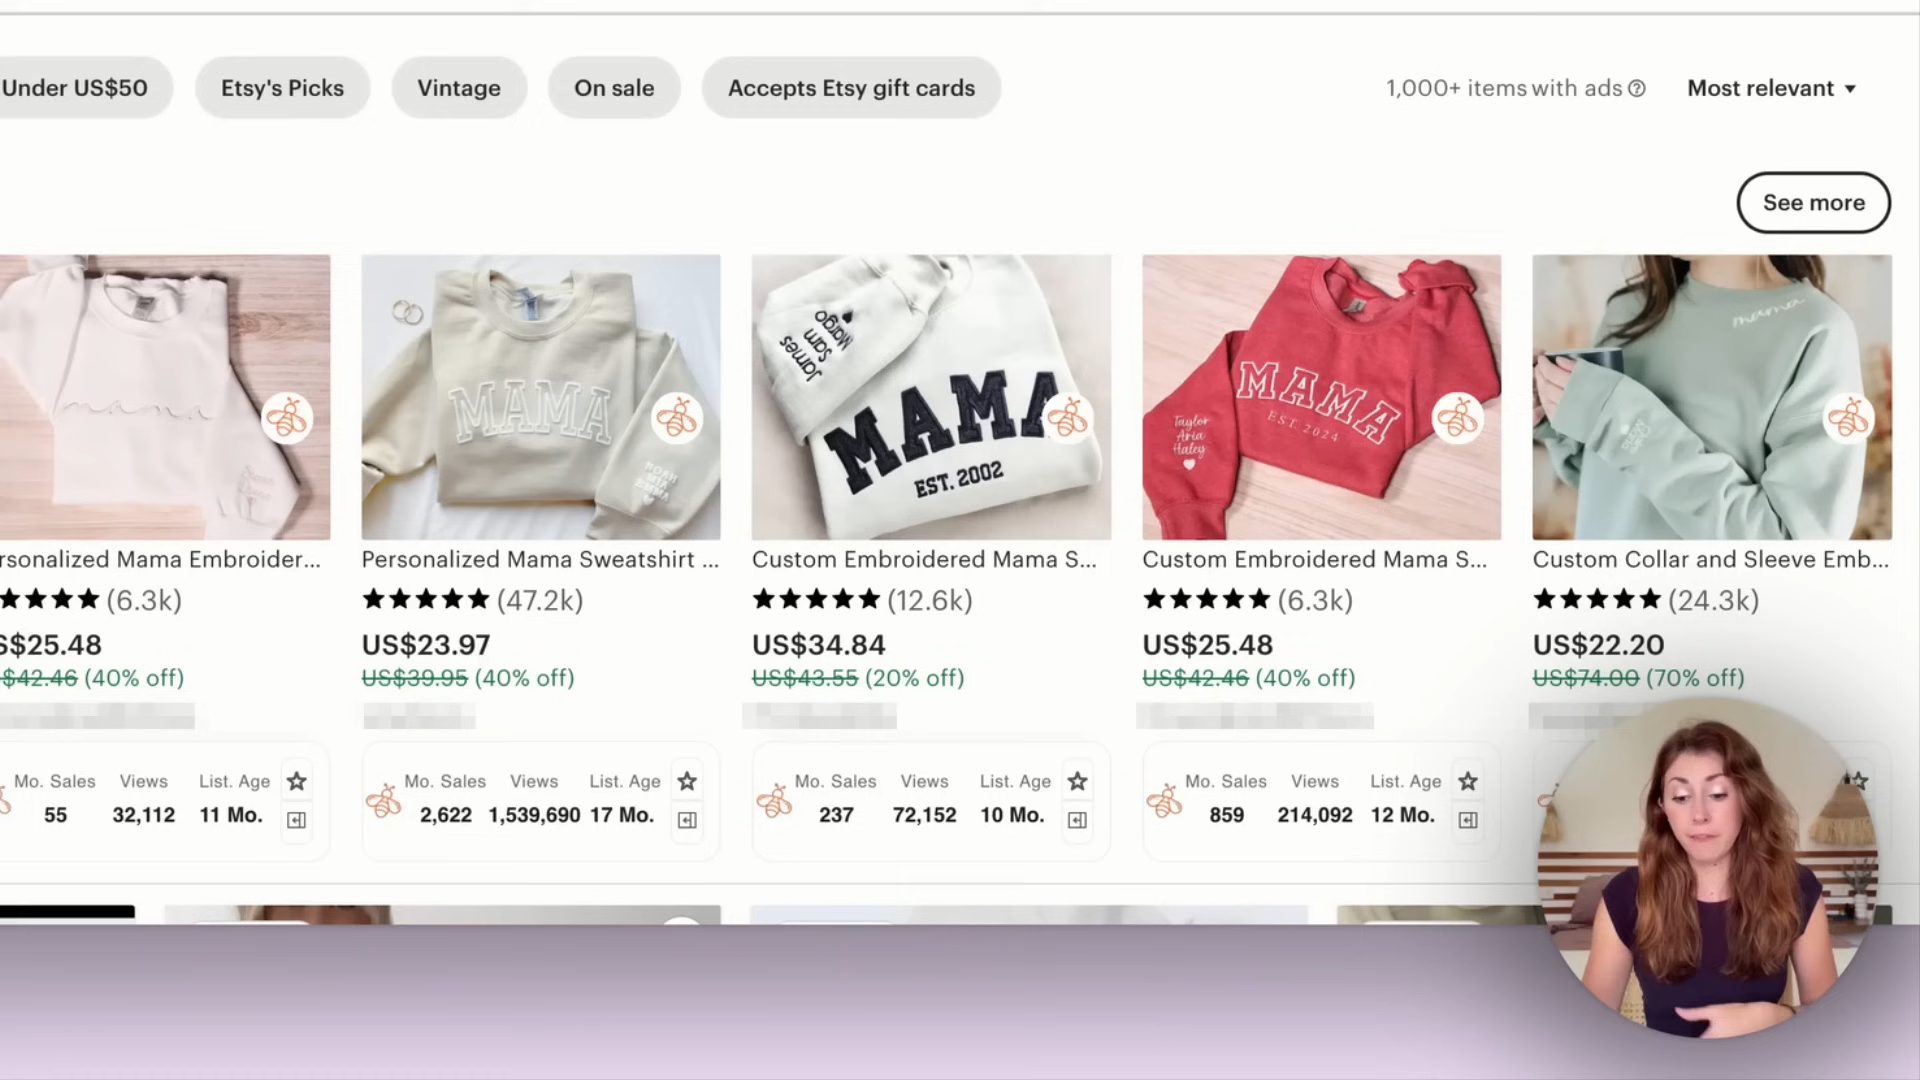 Under US$50 Etsy's Picks Vintage On sale Accepts Etsy gift cards 1,000+ items with ads Most relevant
See more
mama
MAMA
NOAH
James
Sam
Margo
MAMA
EST. 2002
MAMA
EST. 2024
Taylor
Aria
Haley
mama
rsonalized Mama Embroider...
(6.3k)
S$25.48
$42.46 (40% off)
Personalized Mama Sweatshirt ...
(47.2k)
US$23.97
US$39.95 (40% off)
Custom Embroidered Mama S...
(12.6k)
US$34.84
US$43.55 (20% off)
Custom Embroidered Mama S...
(6.3k)
US$25.48
US$42.46 (40% off)
Custom Collar and Sleeve Emb...
(24.3k)
US$22.20
US$74.00 (70% off)
Mo. Sales Views List. Age
55 32,112 11 Mo.
Mo. Sales Views List. Age
2,622 1,539,690 17 Mo.
Mo. Sales Views List. Age
237 72,152 10 Mo.
Mo. Sales Views List. Age
859 214,092 12 Mo.